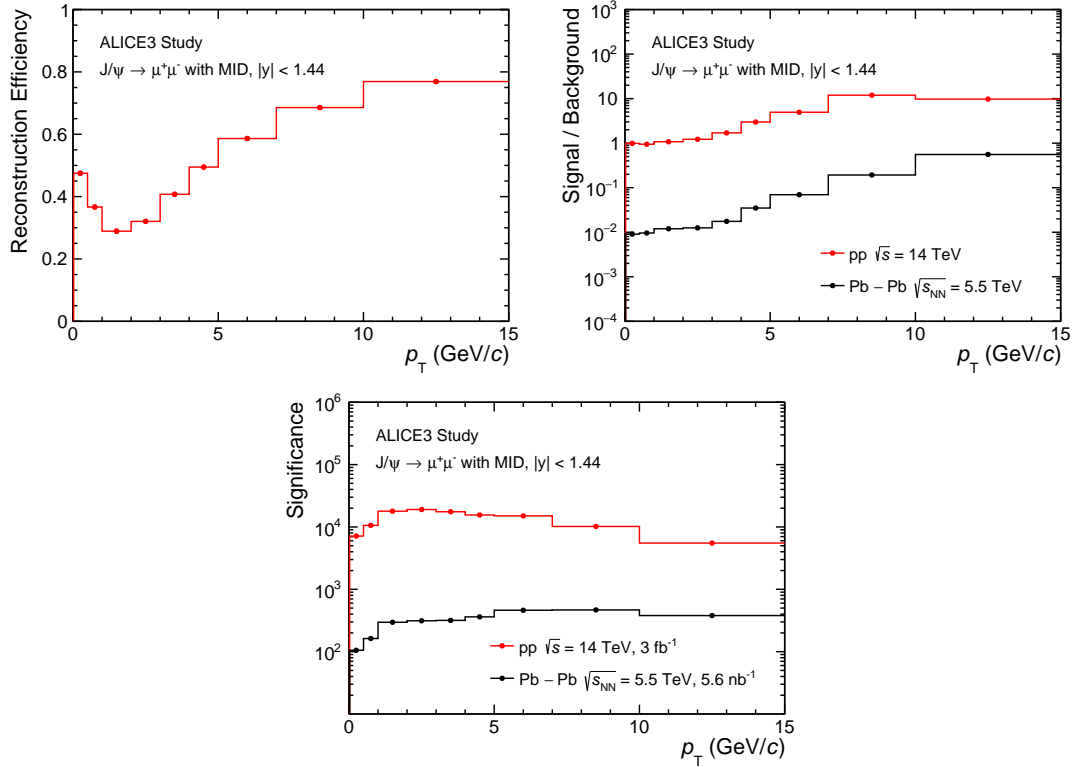 Reconstruction Efficiency
1
0.8
0.6
0.4
0.2
0
ALICE3 Study
J/ψ → μ⁺μ⁻ with MID, |y| < 1.44
0 5 10 15
p_T (GeV/c)
Signal / Background
10³
10²
10
1
10⁻¹
10⁻²
10⁻³
10⁻⁴
ALICE3 Study
J/ψ → μ⁺μ⁻ with MID, |y| < 1.44
pp √s = 14 TeV
Pb − Pb √s_NN = 5.5 TeV
0 5 10 15
p_T (GeV/c)
Significance
10⁶
10⁵
10⁴
10³
10²
ALICE3 Study
J/ψ → μ⁺μ⁻ with MID, |y| < 1.44
pp √s = 14 TeV, 3 fb⁻¹
Pb − Pb √s_NN = 5.5 TeV, 5.6 nb⁻¹
0 5 10 15
p_T (GeV/c)